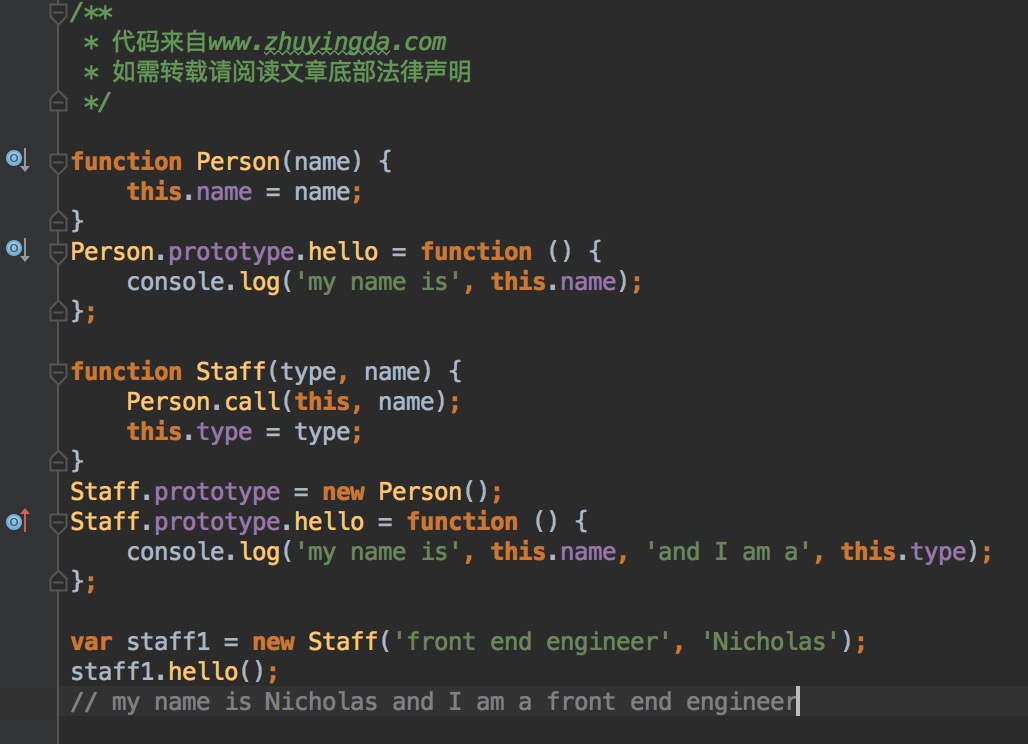 /**
 * 代码来自www.zhuyingda.com
 * 如需转载请阅读文章底部法律声明
 */
function Person(name) {
    this.name = name;
}
Person.prototype.hello = function () {
    console.log('my name is', this.name);
};
function Staff(type, name) {
    Person.call(this, name);
    this.type = type;
}
Staff.prototype = new Person();
Staff.prototype.hello = function () {
    console.log('my name is', this.name, 'and I am a', this.type);
};
var staff1 = new Staff('front end engineer', 'Nicholas');
staff1.hello();
// my name is Nicholas and I am a front end engineer